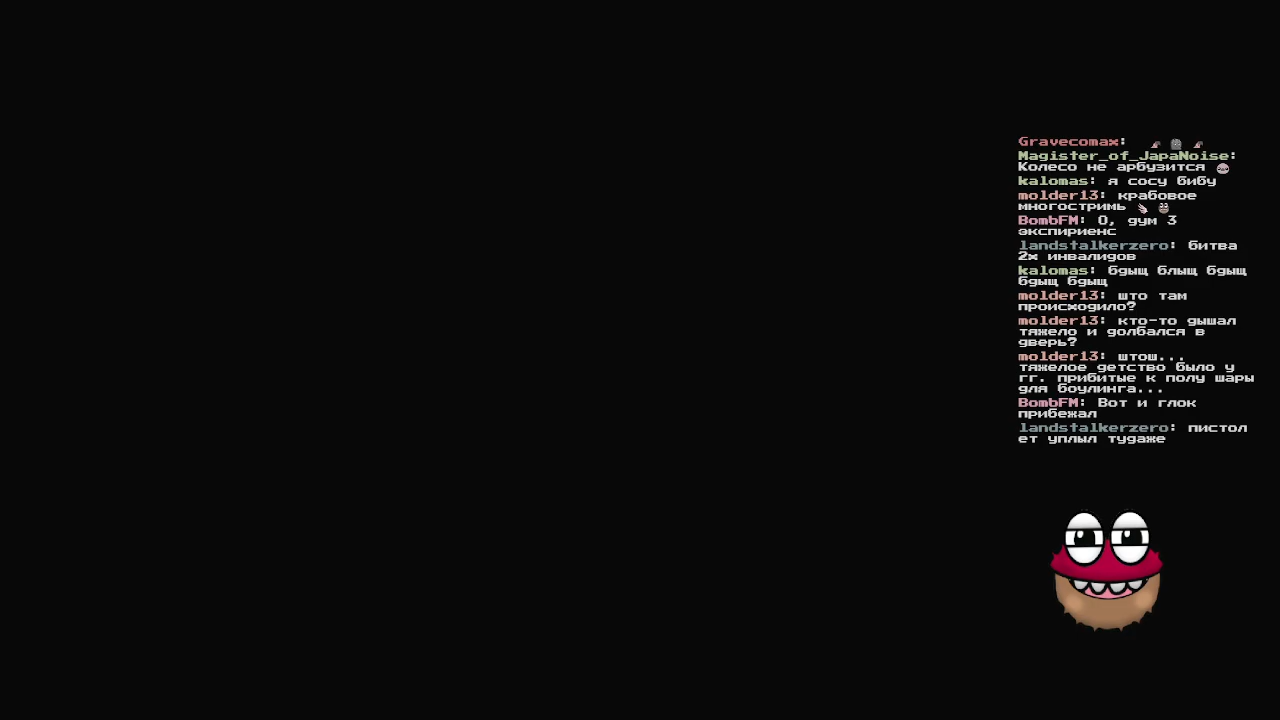 Gravecomax:
Magister_of_JapaNoise:
Колесо не арбузится
kalomas: я сосу бибу
molder13: крабовое
многостримь
BombFM: О, дум 3
экспириенс
landstalkerzero: битва
2х инвалидов
kalomas: бдыщ блыщ бдыщ
бдыщ бдыщ
molder13: што там
происходило?
molder13: кто-то дышал
тяжело и долбался в
дверь?
molder13: штош...
тяжелое детство было у
гг. прибитые к полу шары
для боулинга...
BombFM: Вот и глок
прибежал
landstalkerzero: пистол
ет уплыл тудаже